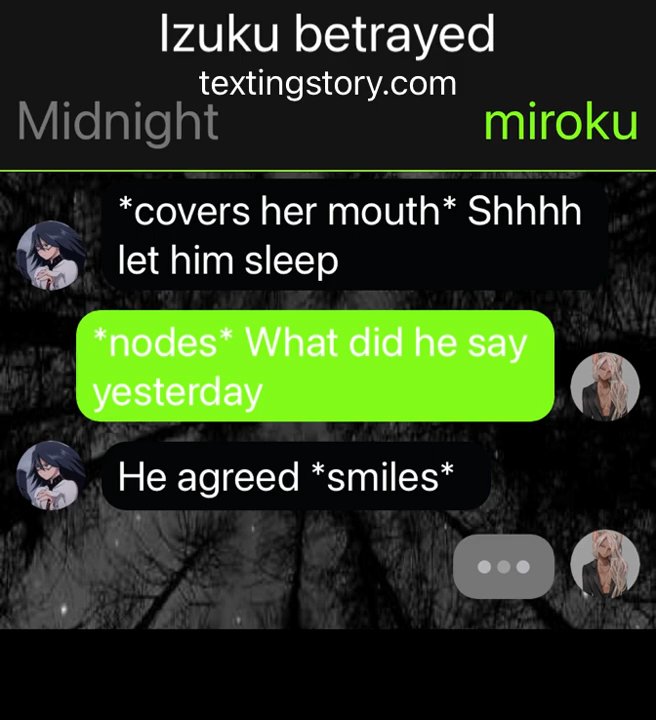 Izuku betrayed
textingstory.com
Midnight miroku
*covers her mouth* Shhhh
let him sleep
*nodes* What did he say
yesterday
He agreed *smiles*